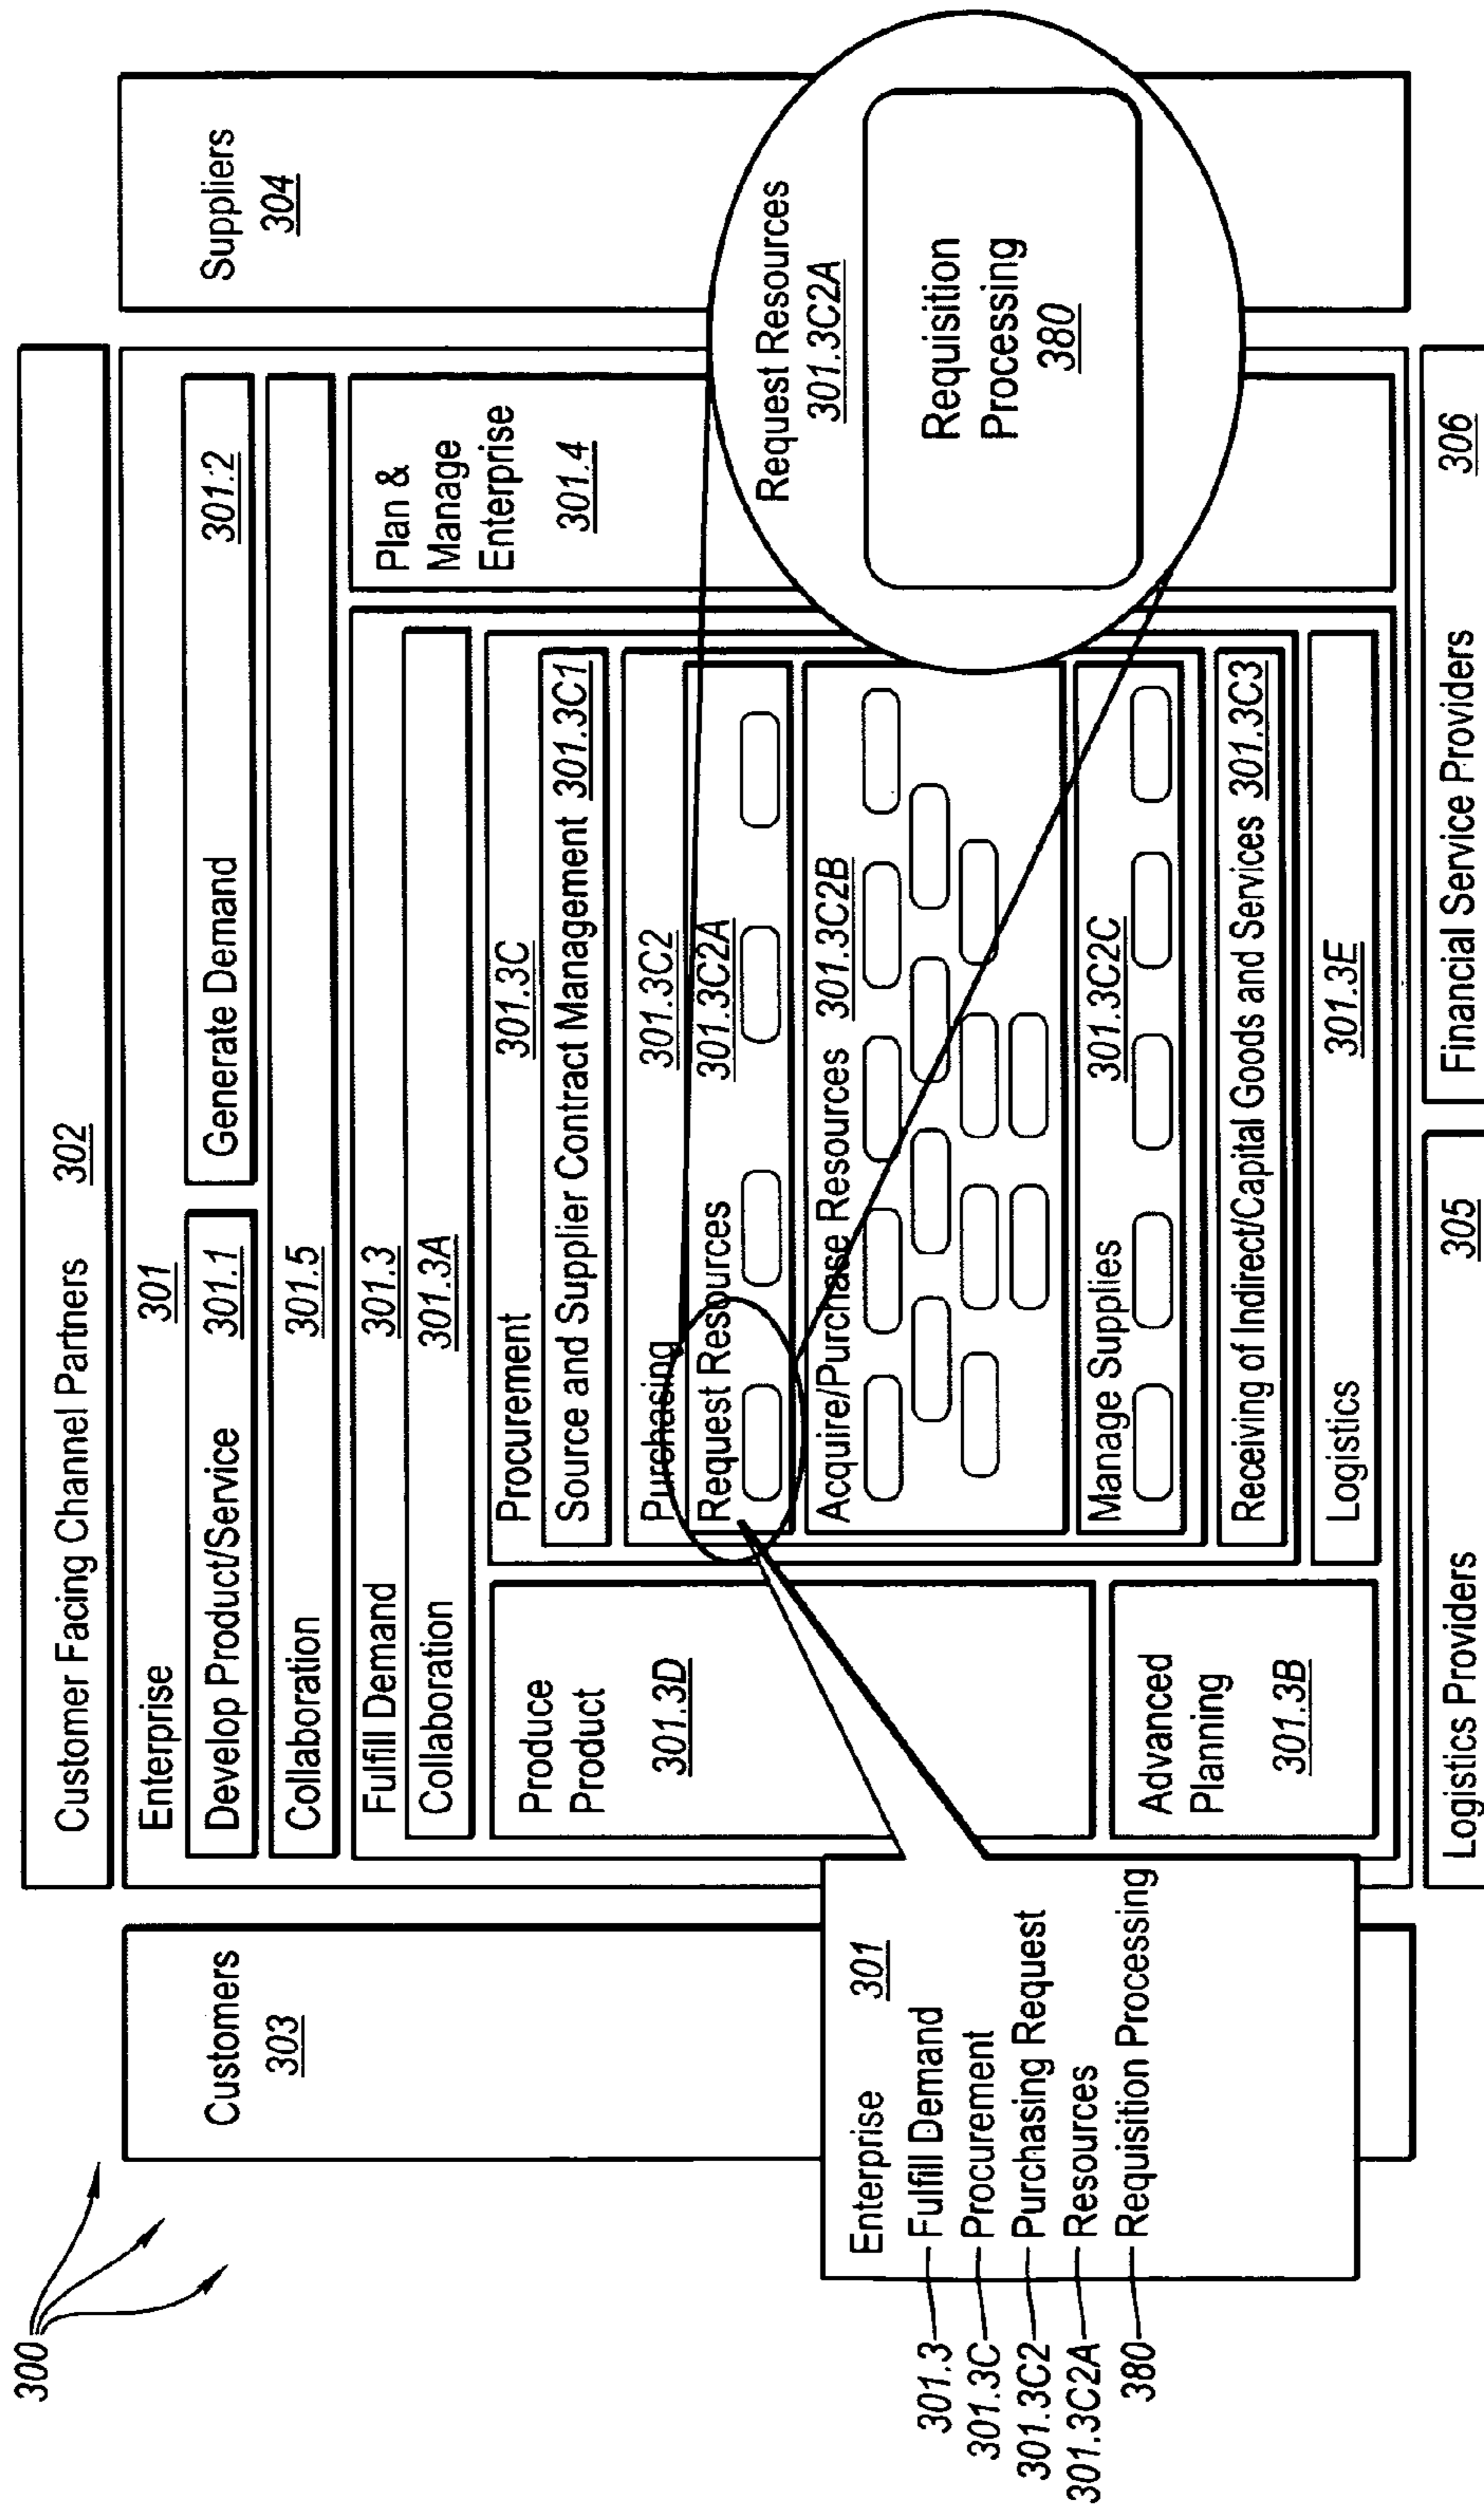 300
Customer Facing Channel Partners 302
Customers
303
Enterprise 301
Develop Product/Service 301.1
Generate Demand 301.2
Collaboration 301.5
Fulfill Demand 301.3
Collaboration 301.3A
Plan &
Manage
Enterprise
301.4
Suppliers
304
Produce
Product
301.3D
Advanced
Planning
301.3B
Procurement 301.3C
Source and Supplier Contract Management 301.3C1
Purchasing 301.3C2
Request Resources 301.3C2A
Acquire/Purchase Resources 301.3C2B
Manage Supplies 301.3C2C
Receiving of Indirect/Capital Goods and Services 301.3C3
Logistics 301.3E
Request Resources
301.3C2A
Requisition
Processing
380
Enterprise 301
301.3 Fulfill Demand
301.3C Procurement
301.3C2 Purchasing Request
301.3C2A Resources
380 Requisition Processing
Logistics Providers 305
Financial Service Providers 306